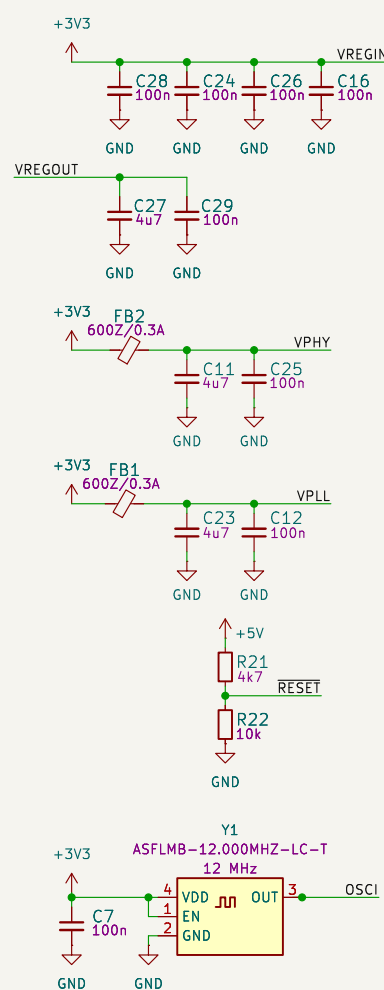 +3V3
VREGIN
C28 C24 C26 C16
100n 100n 100n 100n
GND GND GND GND
VREGOUT
C27 C29
4u7 100n
GND GND
+3V3
FB2
600Z/0.3A
VPHY
C11 C25
4u7 100n
GND GND
+3V3
FB1
600Z/0.3A
VPLL
C23 C12
4u7 100n
GND GND
+5V
R21
4k7
RESET
R22
10k
GND
Y1
ASFLMB-12.000MHZ-LC-T
12 MHz
+3V3
4 VDD OUT 3 OSCI
1 EN
2 GND
C7
100n
GND GND